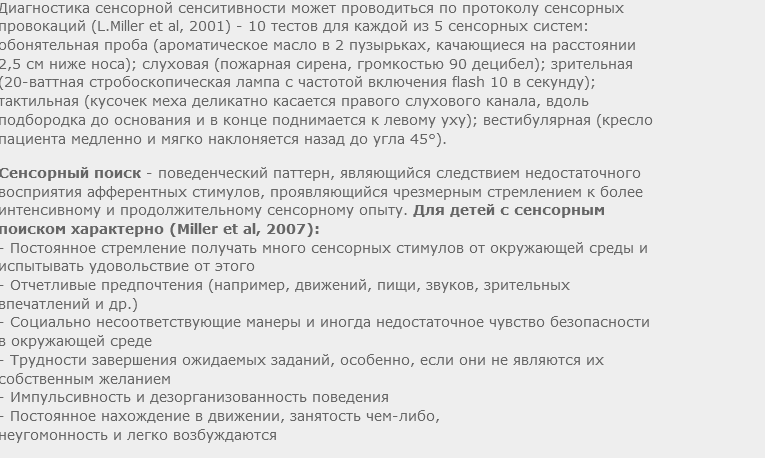 Диагностика сенсорной сенситивности может проводиться по протоколу сенсорных
провокаций (L.Miller et al, 2001) - 10 тестов для каждой из 5 сенсорных систем:
обонятельная проба (ароматическое масло в 2 пузырьках, качающиеся на расстоянии
2,5 см ниже носа); слуховая (пожарная сирена, громкостью 90 децибел); зрительная
(20-ваттная стробоскопическая лампа с частотой включения flash 10 в секунду);
тактильная (кусочек меха деликатно касается правого слухового канала, вдоль
подбородка до основания и в конце поднимается к левому уху); вестибулярная (кресло
пациента медленно и мягко наклоняется назад до угла 45°).
Сенсорный поиск - поведенческий паттерн, являющийся следствием недостаточного
восприятия афферентных стимулов, проявляющийся чрезмерным стремлением к более
интенсивному и продолжительному сенсорному опыту. Для детей с сенсорным
поиском характерно (Miller et al, 2007):
- Постоянное стремление получать много сенсорных стимулов от окружающей среды и
испытывать удовольствие от этого
- Отчетливые предпочтения (например, движений, пищи, звуков, зрительных
впечатлений и др.)
- Социально несоответствующие манеры и иногда недостаточное чувство безопасности
в окружающей среде
- Трудности завершения ожидаемых заданий, особенно, если они не являются их
собственным желанием
- Импульсивность и дезорганизованность поведения
- Постоянное нахождение в движении, занятость чем-либо,
неугомонность и легко возбуждаются